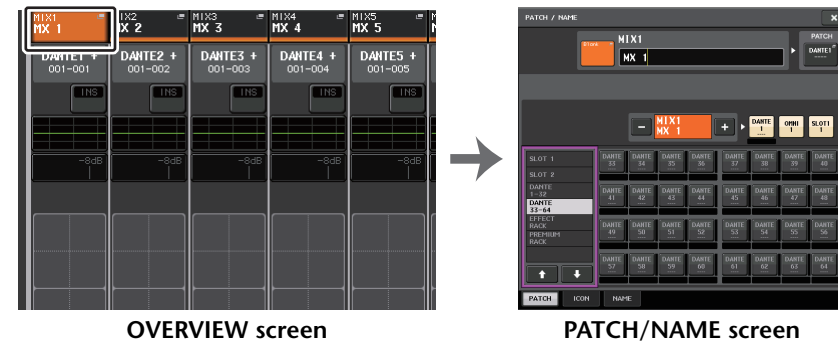 MIX1 IX2 MIX3 MIX4 MIX5
MX 1 IX 2 MX 3 MX 4 MX 5
DANTE1 + DANTE2 + DANTE3 + DANTE4 + DANTE5 +
001-001 001-002 001-003 001-004 001-005
INS INS INS INS INS
-8dB -8dB -8dB -8dB -8dB
OVERVIEW screen
PATCH / NAME ×
Blank MIX1 PATCH
MX 1 DANTE1
----
− MIX1 + DANTE OMNI SLOT1
MX 1 1 1 1
SLOT 1
SLOT 2
DANTE
1-32
DANTE
33-64
EFFECT
RACK
PREMIUM
RACK
DANTE DANTE DANTE DANTE DANTE DANTE DANTE DANTE
33 34 35 36 37 38 39 40
DANTE DANTE DANTE DANTE DANTE DANTE DANTE DANTE
41 42 43 44 45 46 47 48
DANTE DANTE DANTE DANTE DANTE DANTE DANTE DANTE
49 50 51 52 53 54 55 56
DANTE DANTE DANTE DANTE DANTE DANTE DANTE DANTE
57 58 59 60 61 62 63 64
PATCH ICON NAME
PATCH/NAME screen